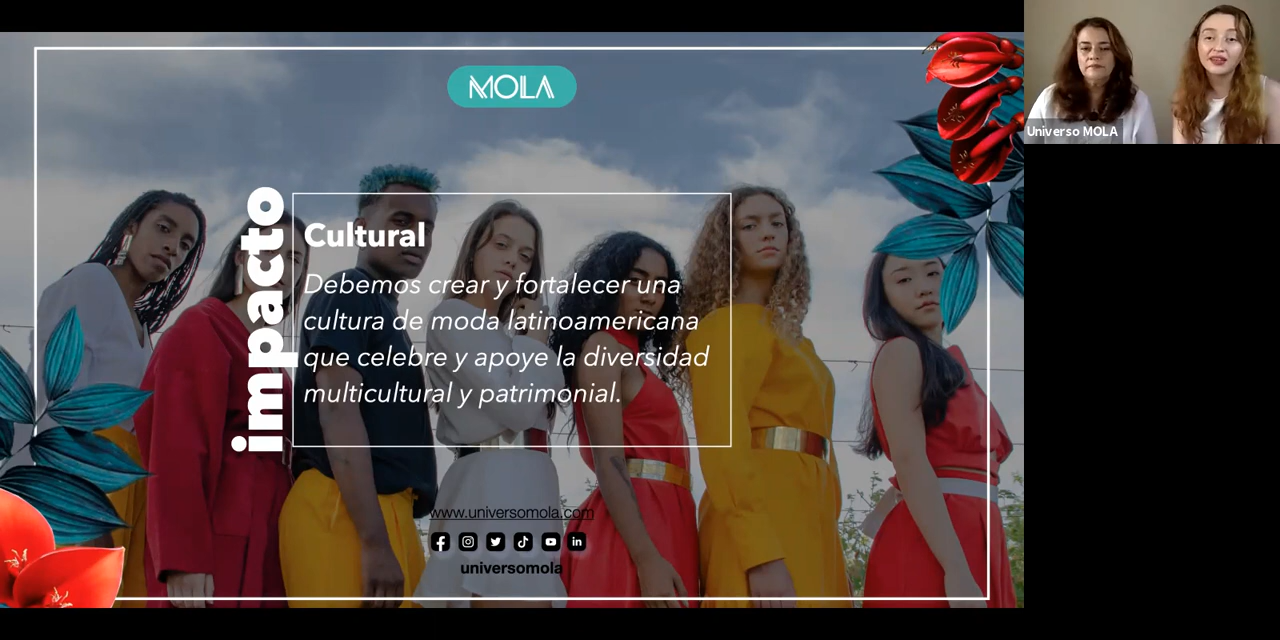 MOLA
impacto
Cultural
Debemos crear y fortalecer una
cultura de moda latinoamericana
que celebre y apoye la diversidad
multicultural y patrimonial.
www.universomola.com
universomola
Universo MOLA